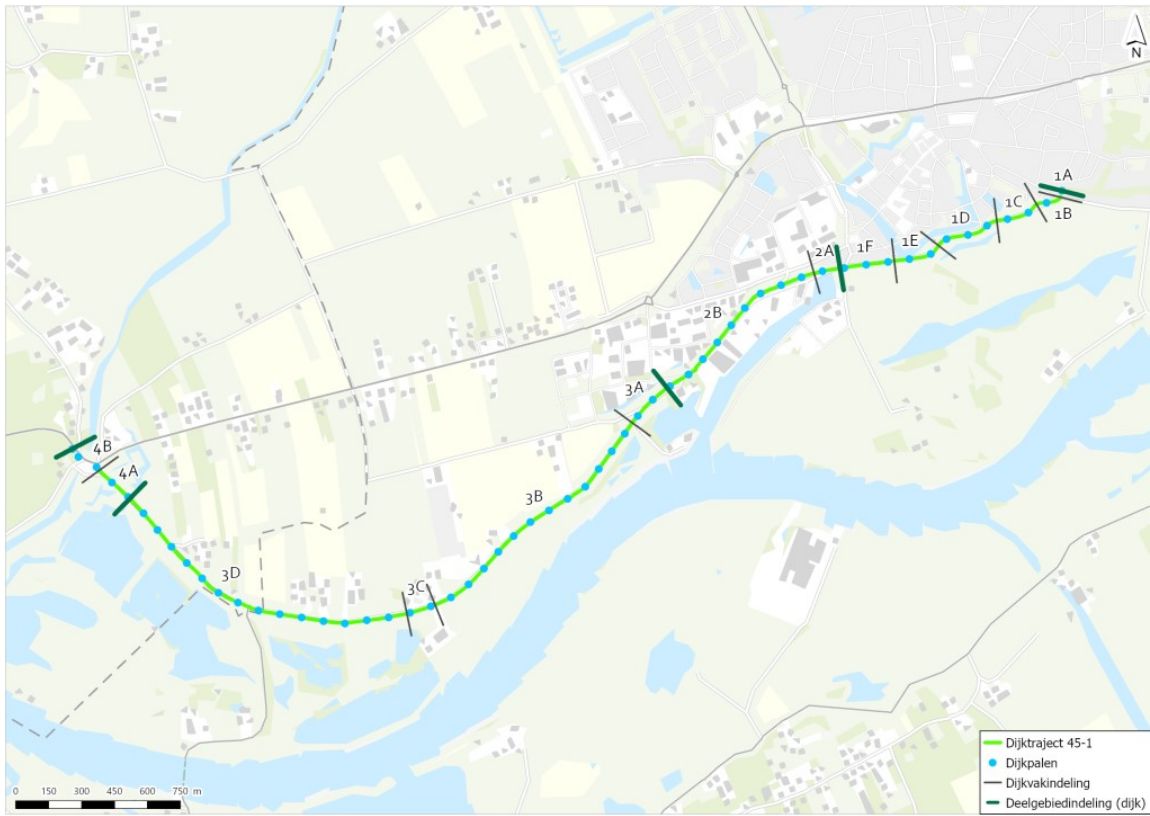 N
1A
1C
1B
1D
1E
1F
2A
2B
3A
4B
4A
3B
3D
3C
Dijktraject 45-1
Dijkpalen
Dijkvakindeling
Deelgebiedindeling (dijk)
0 150 300 450 600 750 m